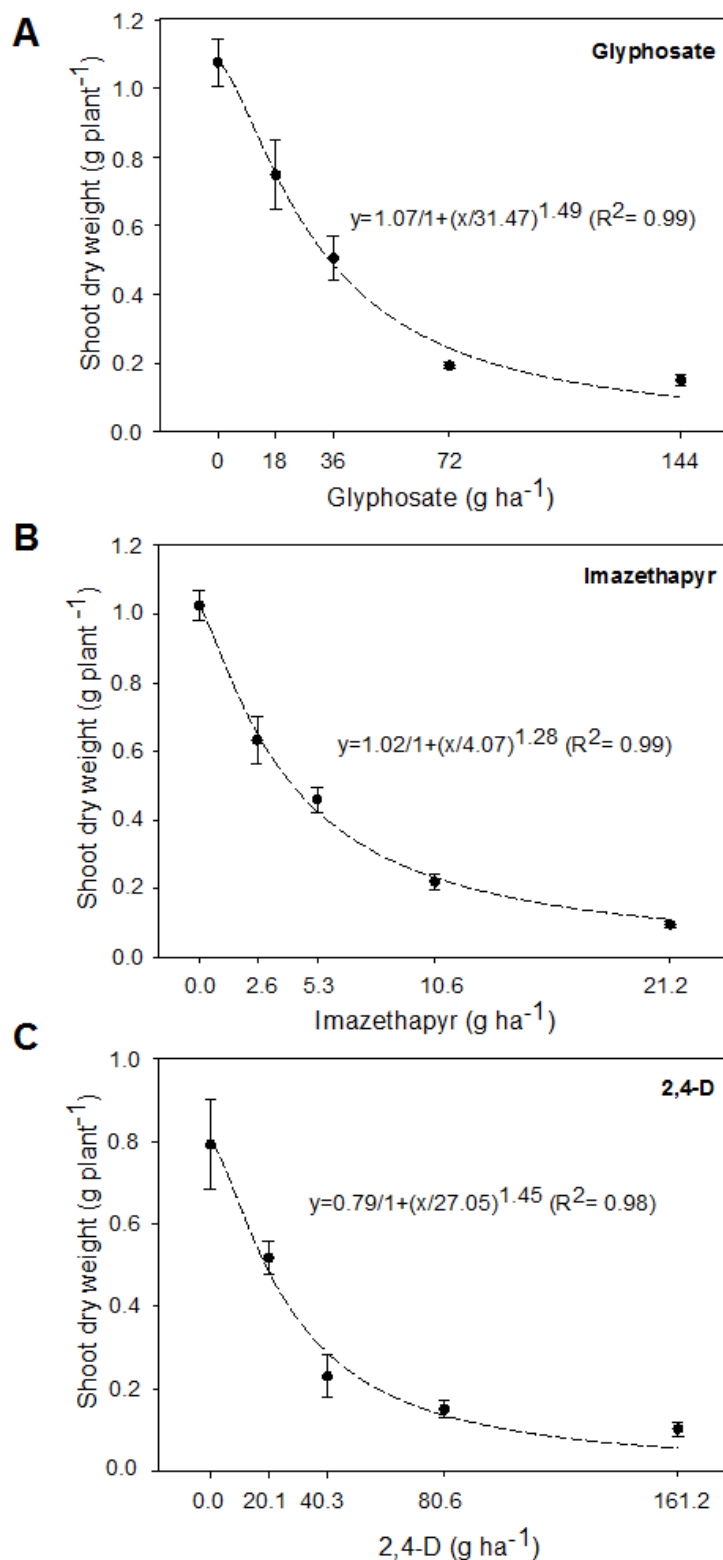 A
Glyphosate
Shoot dry weight (g plant⁻¹)
1.2
1.0
0.8
0.6
0.4
0.2
0.0
y=1.07/1+(x/31.47)^1.49 (R²= 0.99)
0 18 36 72 144
Glyphosate (g ha⁻¹)
B
Imazethapyr
Shoot dry weight (g plant⁻¹)
1.2
1.0
0.8
0.6
0.4
0.2
0.0
y=1.02/1+(x/4.07)^1.28 (R²= 0.99)
0.0 2.6 5.3 10.6 21.2
Imazethapyr (g ha⁻¹)
C
2,4-D
Shoot dry weight (g plant⁻¹)
1.0
0.8
0.6
0.4
0.2
0.0
y=0.79/1+(x/27.05)^1.45 (R²= 0.98)
0.0 20.1 40.3 80.6 161.2
2,4-D (g ha⁻¹)